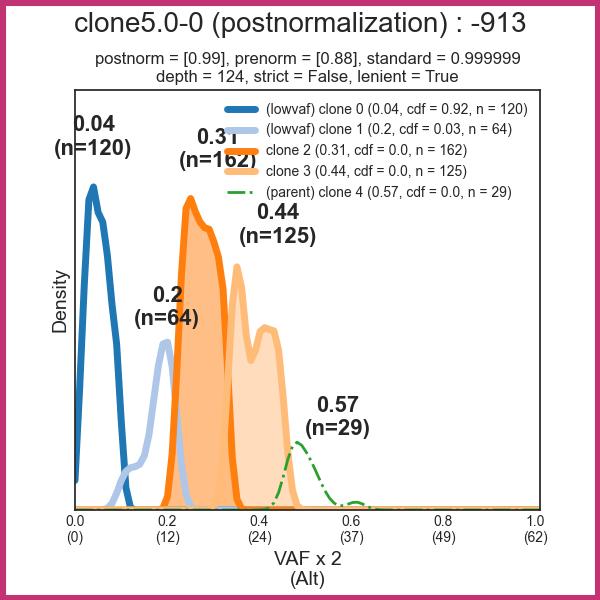 clone5.0-0 (postnormalization) : -913
postnorm = [0.99], prenorm = [0.88], standard = 0.999999
depth = 124, strict = False, lenient = True
(lowvaf) clone 0 (0.04, cdf = 0.92, n = 120)
(lowvaf) clone 1 (0.2, cdf = 0.03, n = 64)
clone 2 (0.31, cdf = 0.0, n = 162)
clone 3 (0.44, cdf = 0.0, n = 125)
(parent) clone 4 (0.57, cdf = 0.0, n = 29)
0.04
(n=120)
0.31
(n=162)
0.44
(n=125)
0.2
(n=64)
0.57
(n=29)
Density
0.0 0.2 0.4 0.6 0.8 1.0
(0) (12) (24) (37) (49) (62)
VAF x 2
(Alt)